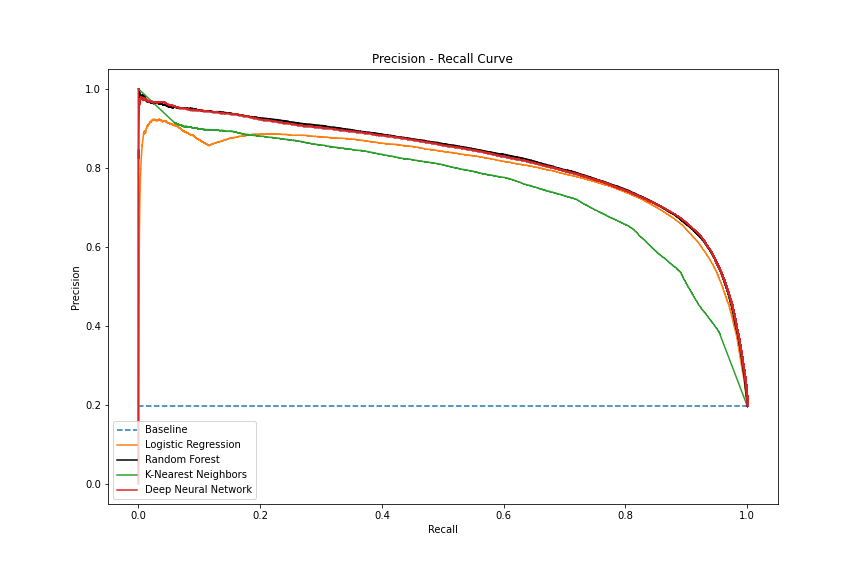 Precision - Recall Curve
Precision
1.0
0.8
0.6
0.4
0.2
0.0
Baseline
Logistic Regression
Random Forest
K-Nearest Neighbors
Deep Neural Network
0.0 0.2 0.4 0.6 0.8 1.0
Recall